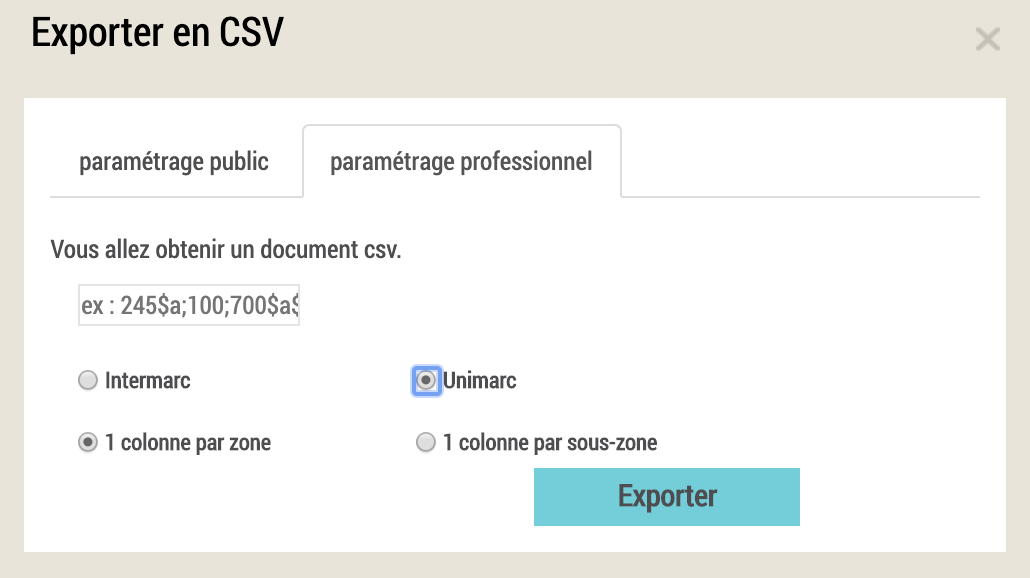 Exporter en CSV
paramétrage public
paramétrage professionnel
Vous allez obtenir un document csv.
ex : 245$a;100;700$a$
Intermarc
Unimarc
1 colonne par zone
1 colonne par sous-zone
Exporter